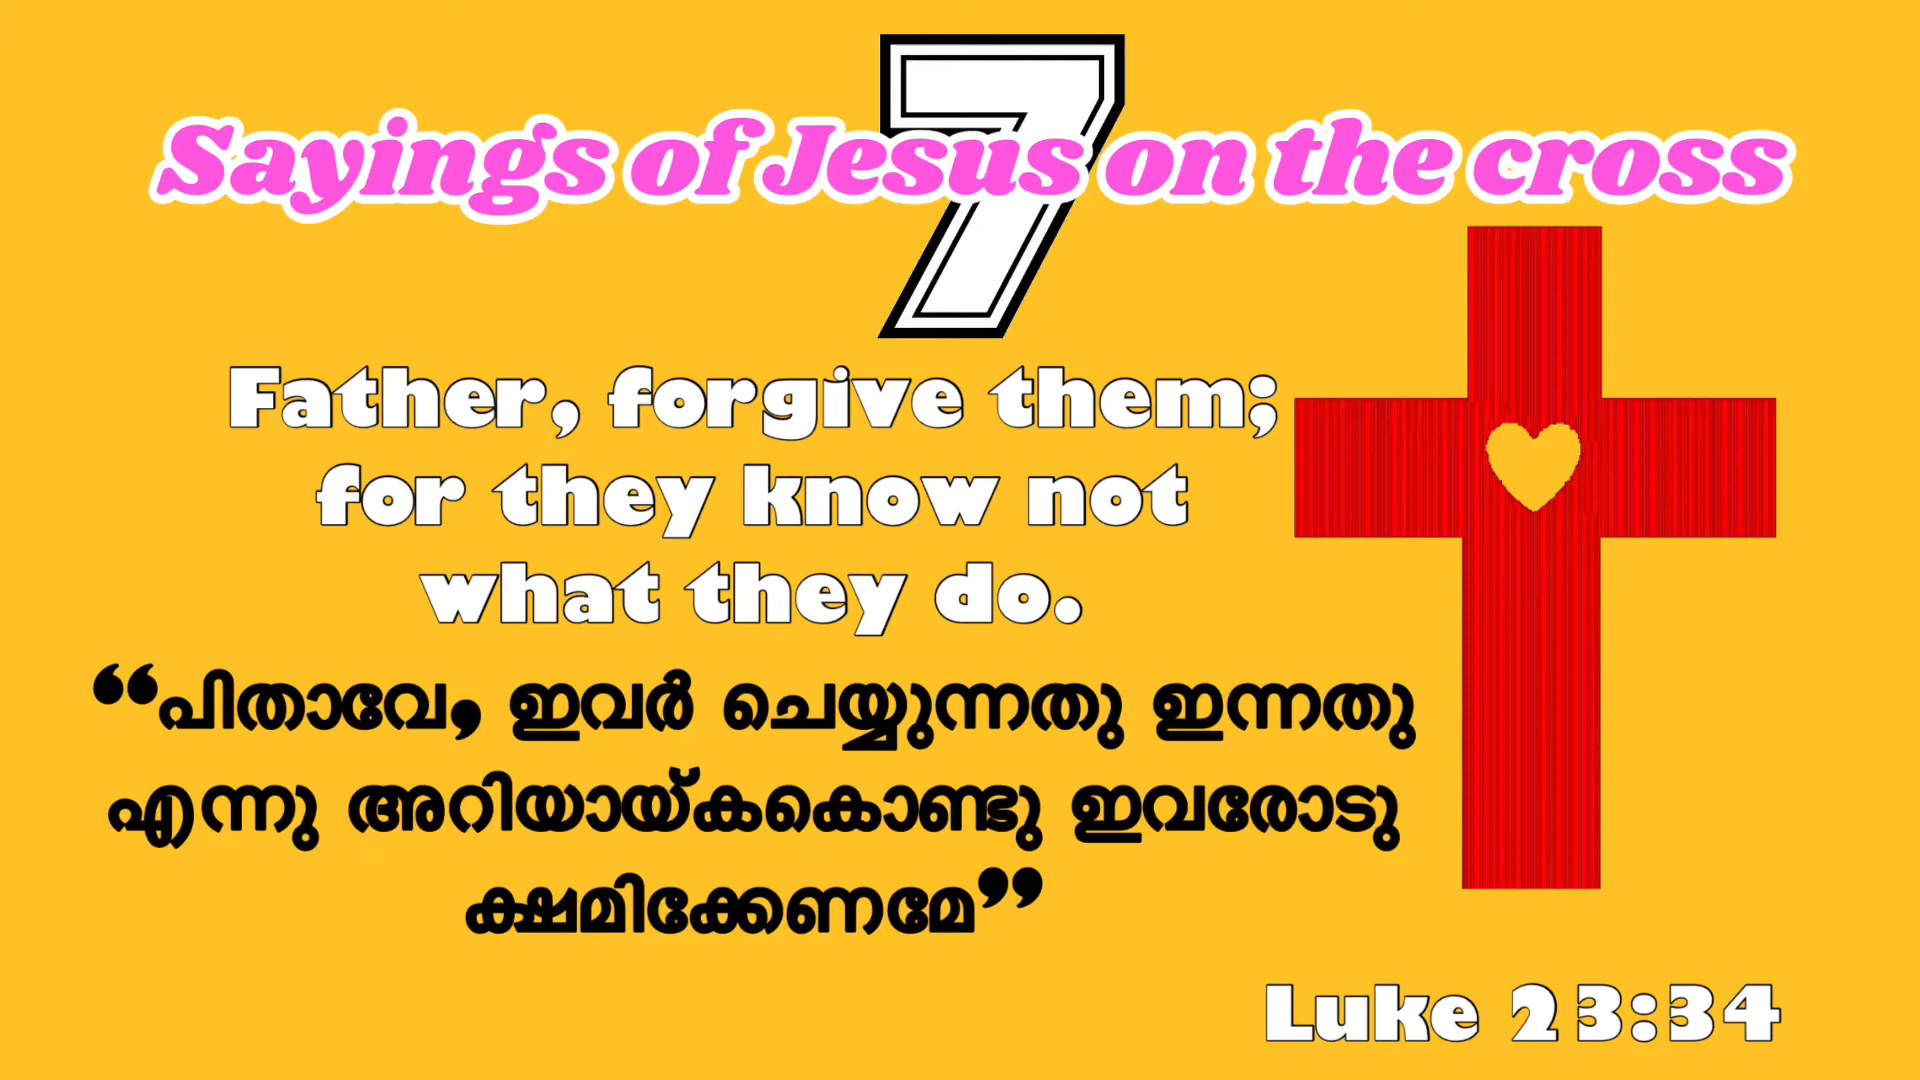 7
Sayings of Jesus on the cross
Father, forgive them;
for they know not
what they do.
“പിതാവേ, ഇവർ ചെയ്യുന്നതു ഇന്നതു
എന്നു അറിയായ്കകൊണ്ടു ഇവരോടു
ക്ഷമിക്കേണമേ”
Luke 23:34